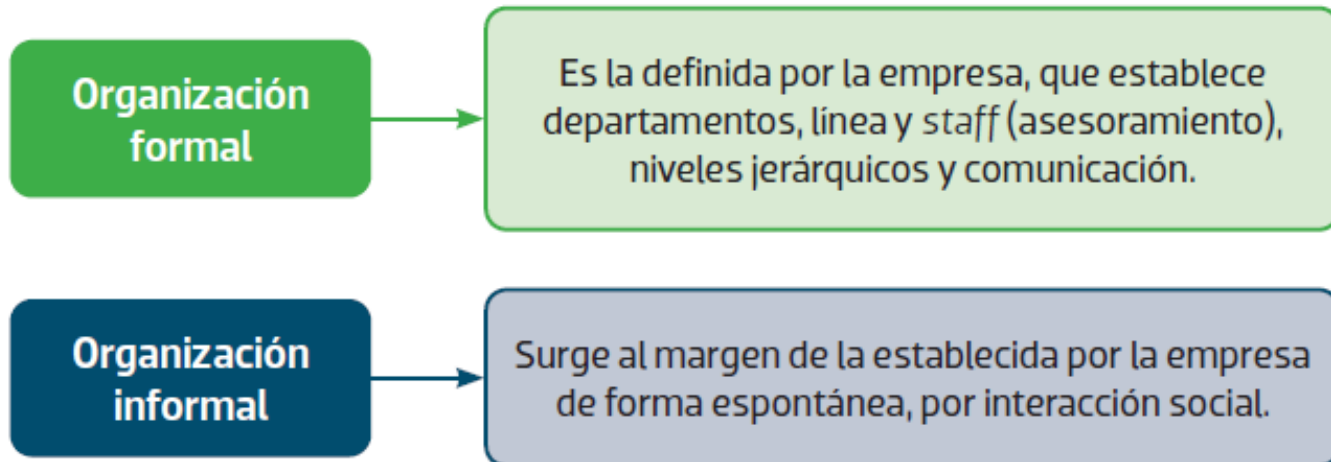 Organización
formal
Es la definida por la empresa, que establece
departamentos, línea y staff (asesoramiento),
niveles jerárquicos y comunicación.
Organización
informal
Surge al margen de la establecida por la empresa
de forma espontánea, por interacción social.